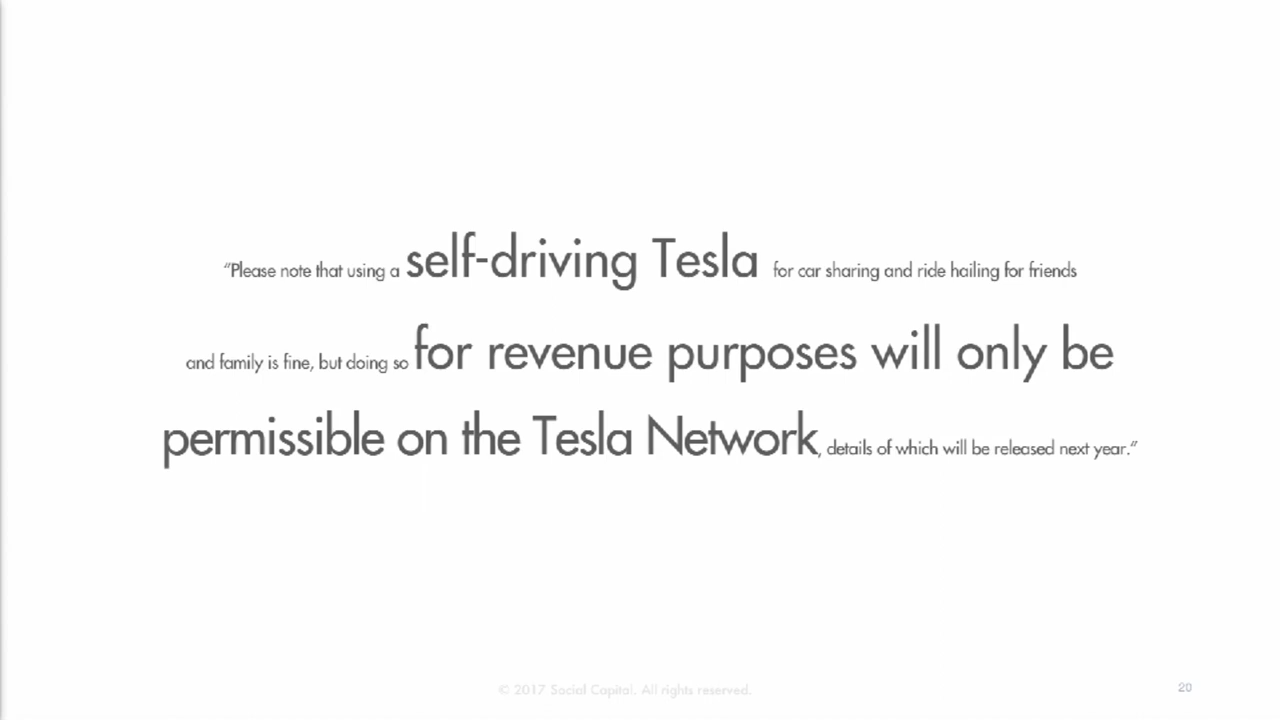 “Please note that using a self-driving Tesla for car sharing and ride hailing for friends
and family is fine, but doing so for revenue purposes will only be
permissible on the Tesla Network, details of which will be released next year.”
© 2017 Social Capital. All rights reserved.
20